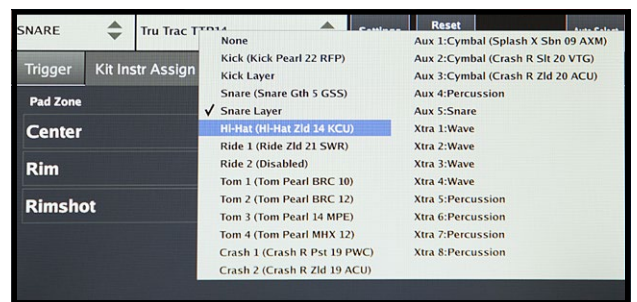 SNARE
Tru Trac
Reset
Trigger
Kit Instr Assign
Pad Zone
Center
Rim
Rimshot
None
Kick (Kick Pearl 22 RFP)
Kick Layer
Snare (Snare Gth 5 GSS)
✓ Snare Layer
Hi-Hat (Hi-Hat Zld 14 KCU)
Ride 1 (Ride Zld 21 SWR)
Ride 2 (Disabled)
Tom 1 (Tom Pearl BRC 10)
Tom 2 (Tom Pearl BRC 12)
Tom 3 (Tom Pearl 14 MPE)
Tom 4 (Tom Pearl MHX 12)
Crash 1 (Crash R Pst 19 PWC)
Crash 2 (Crash R Zld 19 ACU)
Aux 1:Cymbal (Splash X Sbn 09 AXM)
Aux 2:Cymbal (Crash R Slt 20 VTG)
Aux 3:Cymbal (Crash R Zld 20 ACU)
Aux 4:Percussion
Aux 5:Snare
Xtra 1:Wave
Xtra 2:Wave
Xtra 3:Wave
Xtra 4:Wave
Xtra 5:Percussion
Xtra 6:Percussion
Xtra 7:Percussion
Xtra 8:Percussion